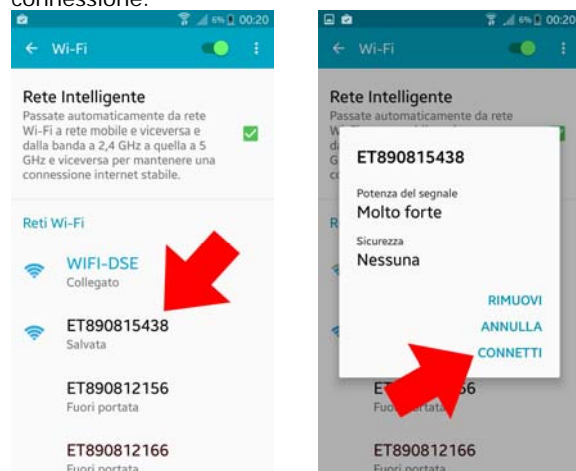 connessione.
6% 00:20
Wi-Fi
Rete Intelligente
Passate automaticamente da rete
Wi-Fi a rete mobile e viceversa e
dalla banda a 2,4 GHz a quella a 5
GHz e viceversa per mantenere una
connessione internet stabile.
Reti Wi-Fi
WIFI-DSE
Collegato
ET890815438
Salvata
ET890812156
Fuori portata
ET890812166
Fuori portata
6% 00:20
Wi-Fi
Rete Intelligente
Passate automaticamente da rete
ET890815438
Potenza del segnale
Molto forte
Sicurezza
Nessuna
RIMUOVI
ANNULLA
CONNETTI
ET890812166
Fuori portata